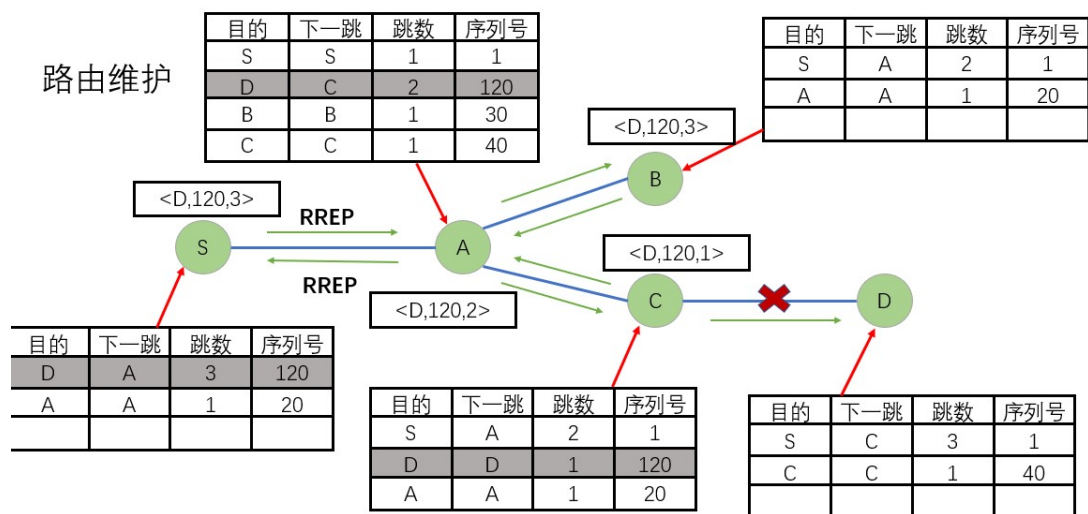 路由维护
目的 下一跳 跳数 序列号
S S 1 1
D C 2 120
B B 1 30
C C 1 40
目的 下一跳 跳数 序列号
S A 2 1
A A 1 20
<D,120,3>
B
<D,120,3>
RREP
S
A
RREP
<D,120,2>
<D,120,1>
C
D
目的 下一跳 跳数 序列号
D A 3 120
A A 1 20
目的 下一跳 跳数 序列号
S A 2 1
D D 1 120
A A 1 20
目的 下一跳 跳数 序列号
S C 3 1
C C 1 40